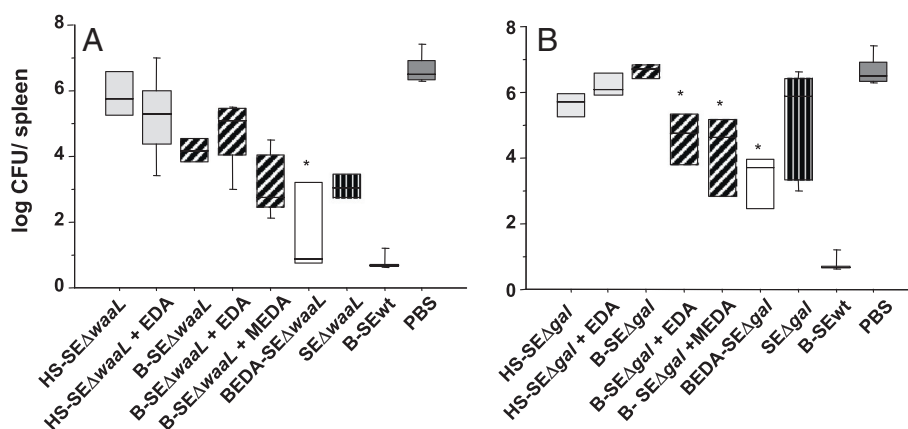 A
B
log CFU/ spleen
8
6
4
2
0
8
6
4
2
0
*
*
*
*
HS-SEΔwaaL
HS-SEΔwaaL + EDA
B-SEΔwaaL
B-SEΔwaaL + EDA
B-SEΔwaaL + MEDA
BEDA-SEΔwaaL
SEΔwaaL
B-SEwt
PBS
HS-SEΔgal
HS-SEΔgal + EDA
B-SEΔgal
B-SEΔgal + EDA
B- SEΔgal +MEDA
BEDA-SEΔgal
SEΔgal
B-SEwt
PBS